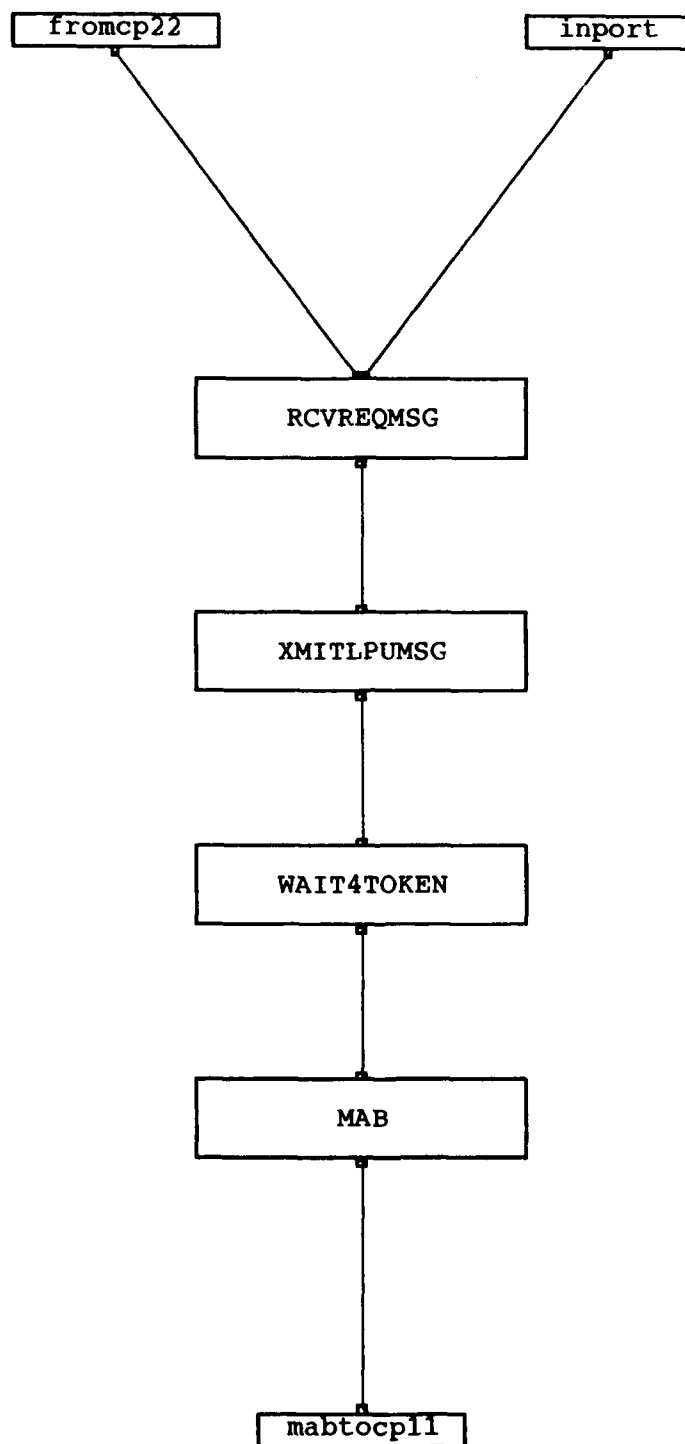 fromcp22 inport
RCVREQMSG
XMITLPUMSG
WAIT4TOKEN
MAB
mabtocp11